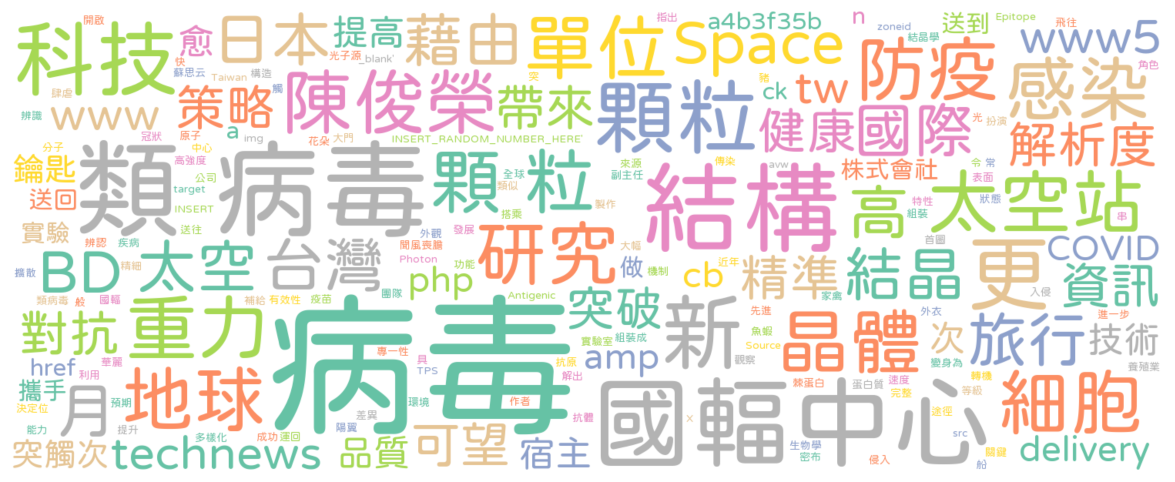 開啟
科技
快
愈
日本
光子源
_blank'
提高
藉由
單位
指出
Space
a4b3f35b
n
zoneid
送到
Epitope
結晶學
飛往
www5
蘇思云
Taiwan
構造
肆虐
www
策略
陳俊榮
觸
突
帶來
顆粒
豬
ck
tw
防疫
光
扮演
角色
感染
辨識
冠狀
原子
a
img
花朵
大門
INSERT_RANDOM_NUMBER_HERE'
健康
國際
解析度
分子
中心
高強度
鑰匙
公司
送回
target
INSERT
送往
類
病毒
顆
粒
全球
類似
來源
副主任
傳染
avw
株式會社
令
常
表面
狀態
搭乘
製作
結構
特性
組裝
高
太空站
串
實驗
辨認
疾病
精細
BD
太空
台灣
外觀
聞風喪膽
發展
Photon
功能
研究
大幅
做
機制
cb
近年
精準
首圖
家禽
結晶
更
COVID
入侵
資訊
擴散
類病毒
般
國輻
補給
有效性
疫苗
團隊
php
Antigenic
突破
先進
外衣
進一步
對抗
重力
病毒
組裝成
實驗室
新
魚蝦
Source
觀察
晶體
次
旅行
技術
href
華麗
利用
專一性
具
TPS
抗原
解出
amp
棘蛋白
蛋白質
速度
變身為
轉機
養殖業
攜手
決定位
月
地球
預期
差異
環境
作者
抗體
國輻中心
×
完整
途徑
等級
細胞
能力
提升
陽翼
突觸次
technews
多樣化
成功
運回
品質
可望
宿主
生物學
密布
侵入
src
關鍵
船
delivery